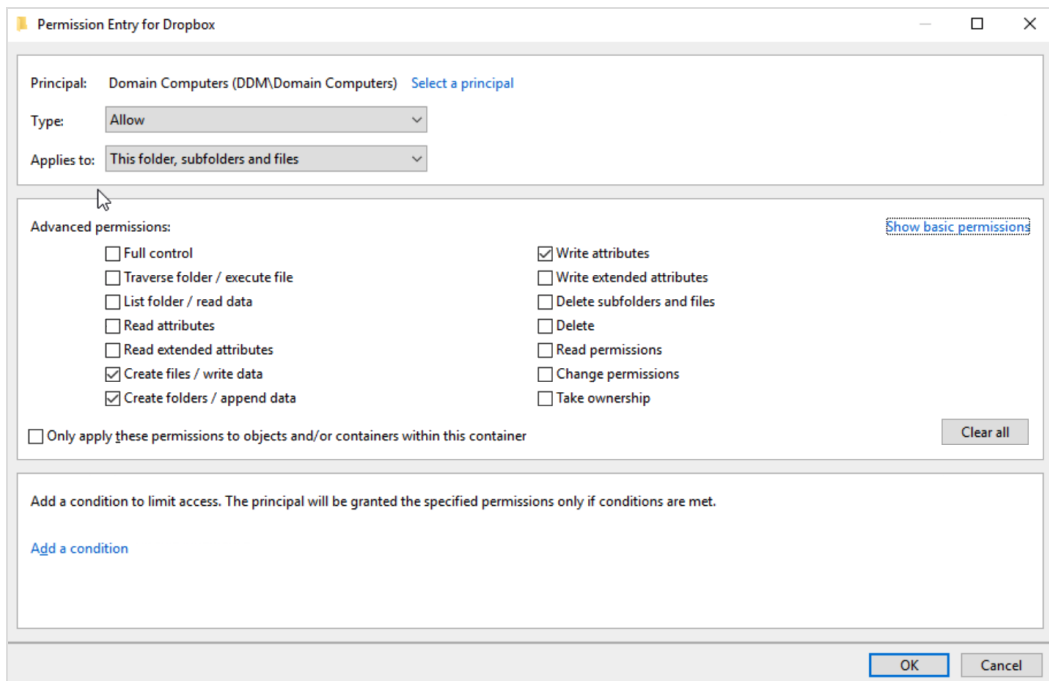 Permission Entry for Dropbox
Principal: Domain Computers (DDM\Domain Computers) Select a principal
Type: Allow
Applies to: This folder, subfolders and files
Advanced permissions: Show basic permissions
Full control Write attributes
Traverse folder / execute file Write extended attributes
List folder / read data Delete subfolders and files
Read attributes Delete
Read extended attributes Read permissions
Create files / write data Change permissions
Create folders / append data Take ownership
Only apply these permissions to objects and/or containers within this container Clear all
Add a condition to limit access. The principal will be granted the specified permissions only if conditions are met.
Add a condition
OK Cancel